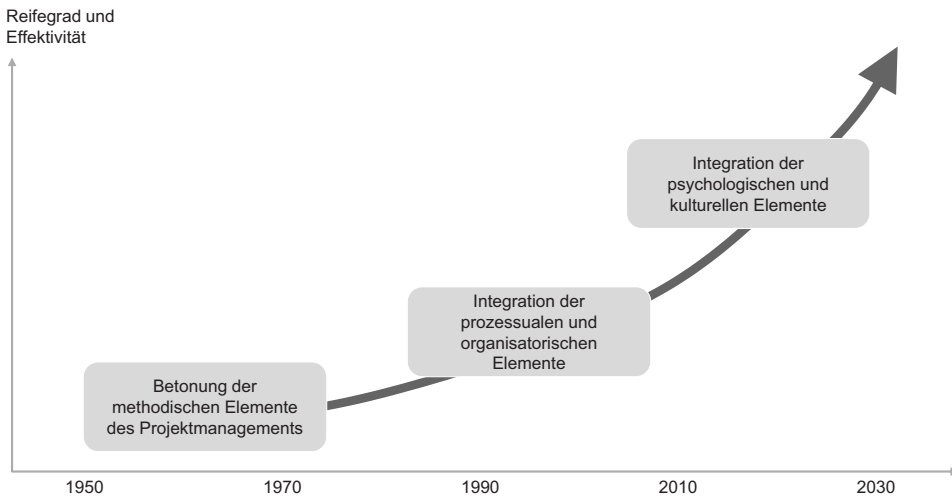 Reifegrad und
Effektivität
Integration der
psychologischen und
kulturellen Elemente
Integration der
prozessualen und
organisatorischen
Elemente
Betonung der
methodischen Elemente
des Projektmanagements
1950
1970
1990
2010
2030